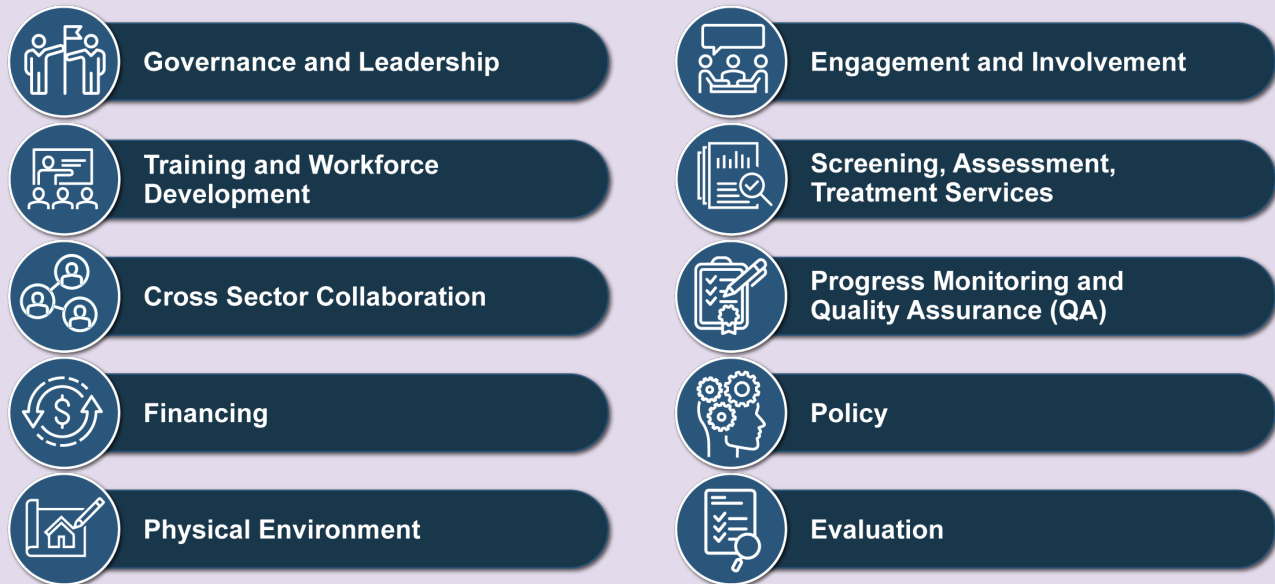 Governance and Leadership
Training and Workforce
Development
Cross Sector Collaboration
Financing
Physical Environment
Engagement and Involvement
Screening, Assessment,
Treatment Services
Progress Monitoring and
Quality Assurance (QA)
Policy
Evaluation